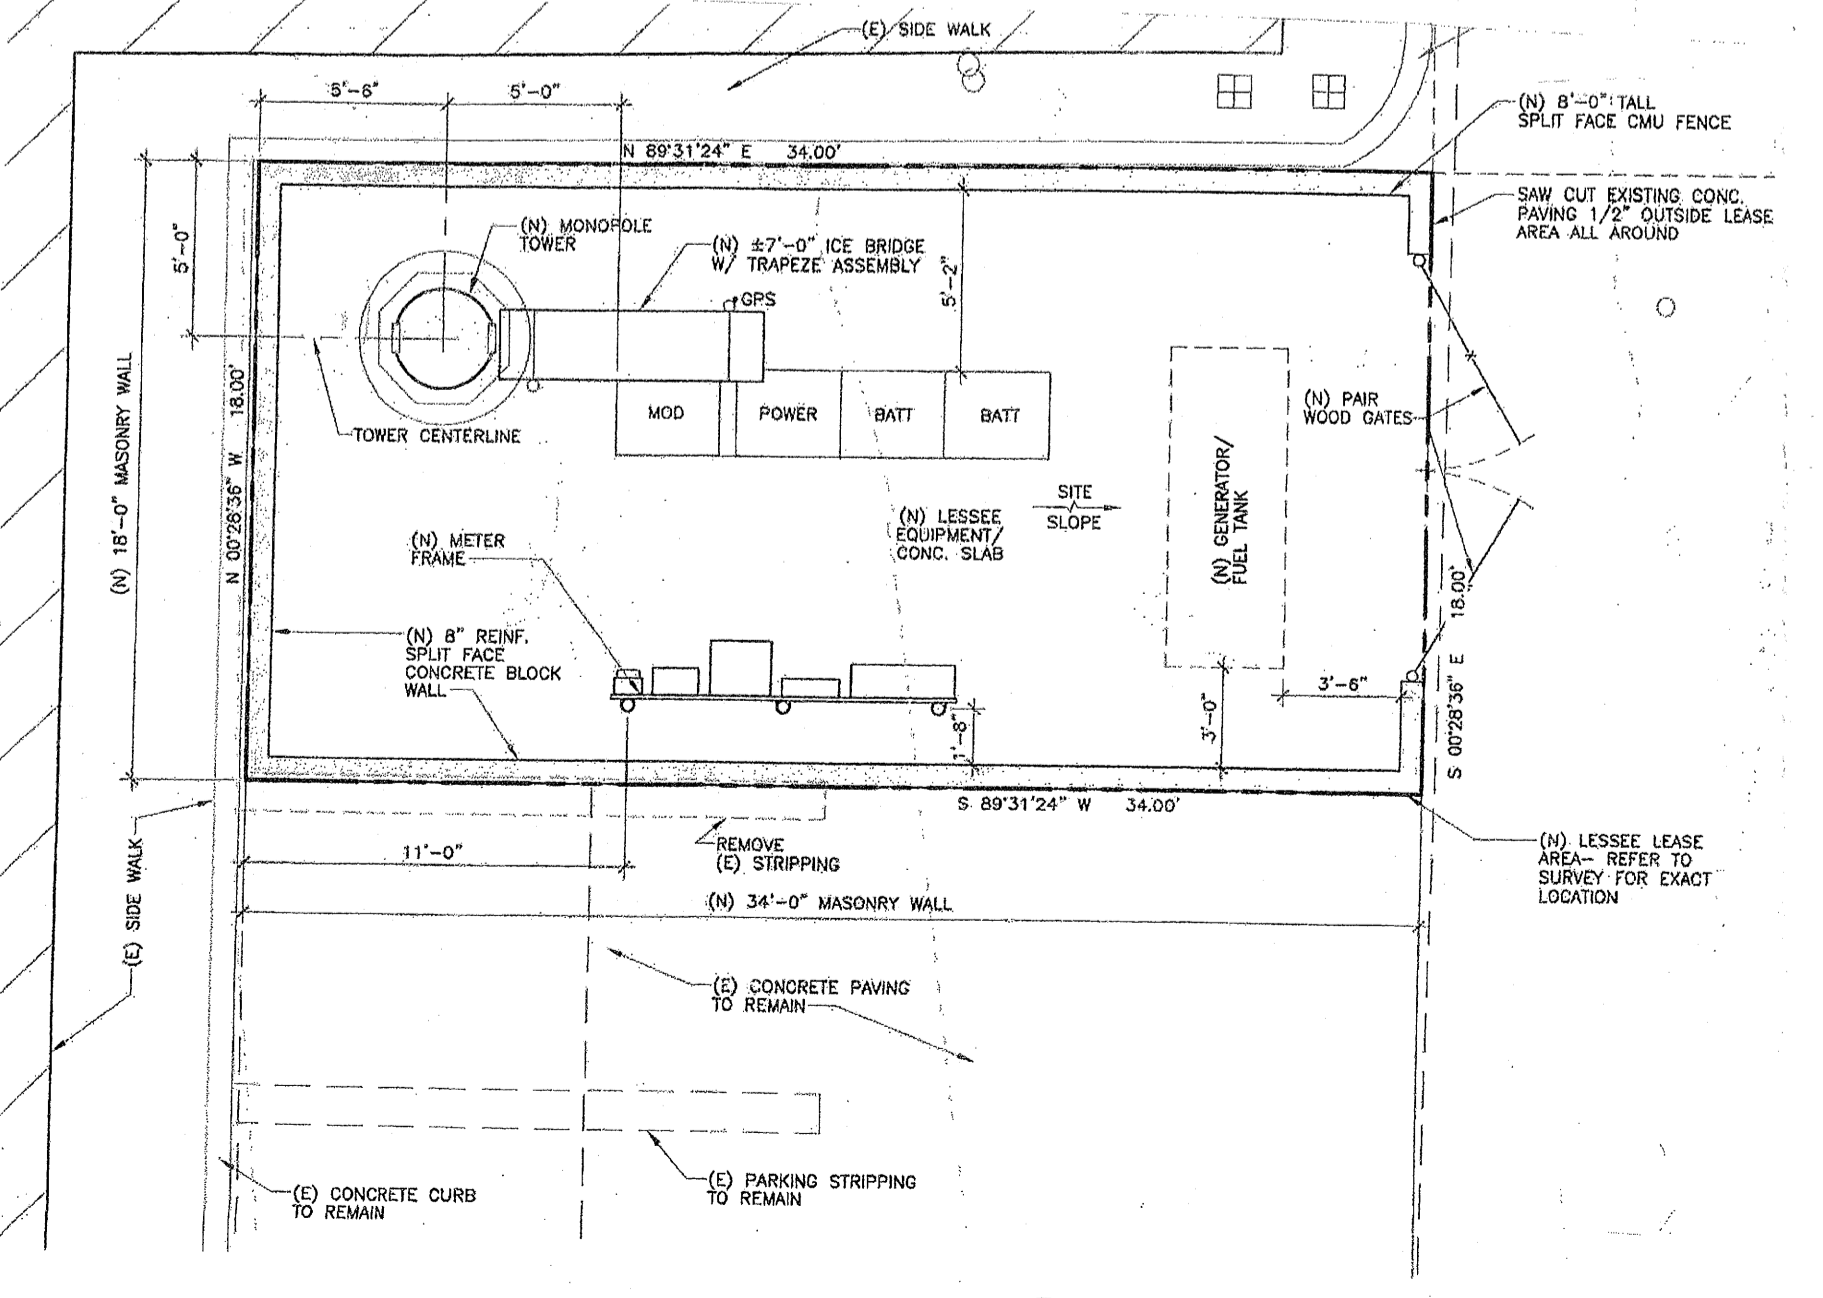 (E) SIDE WALK
5'-6"
5'-0"
(N) 8'-0" TALL
SPLIT FACE CMU FENCE
N 89°31'24" E 34.00'
SAW CUT EXISTING CONC.
PAVING 1/2" OUTSIDE LEASE
AREA ALL AROUND
(N) MONOPOLE
TOWER
(N) ±7'-0" ICE BRIDGE
W/ TRAPEZE ASSEMBLY
5'-0"
5'-2"
GPS
(N) 18'-0" MASONRY WALL
N 00°28'36" W 18.00'
TOWER CENTERLINE
MOD
POWER
BATT
BATT
(N) PAIR
WOOD GATES
(N) GENERATOR/
FUEL TANK
SITE
SLOPE
(N) LESSEE
EQUIPMENT/
CONC. SLAB
(N) METER
FRAME
(N) 8" REINF.
SPLIT FACE
CONCRETE BLOCK
WALL
S 00°28'36" E 18.00'
3'-6"
3'-0"
1'-8"
S 89°31'24" W 34.00'
(E) SIDE WALK
REMOVE
(E) STRIPPING
11'-0"
(N) LESSEE LEASE
AREA- REFER TO
SURVEY FOR EXACT
LOCATION
(N) 34'-0" MASONRY WALL
(E) CONCRETE PAVING
TO REMAIN
(E) PARKING STRIPPING
TO REMAIN
(E) CONCRETE CURB
TO REMAIN